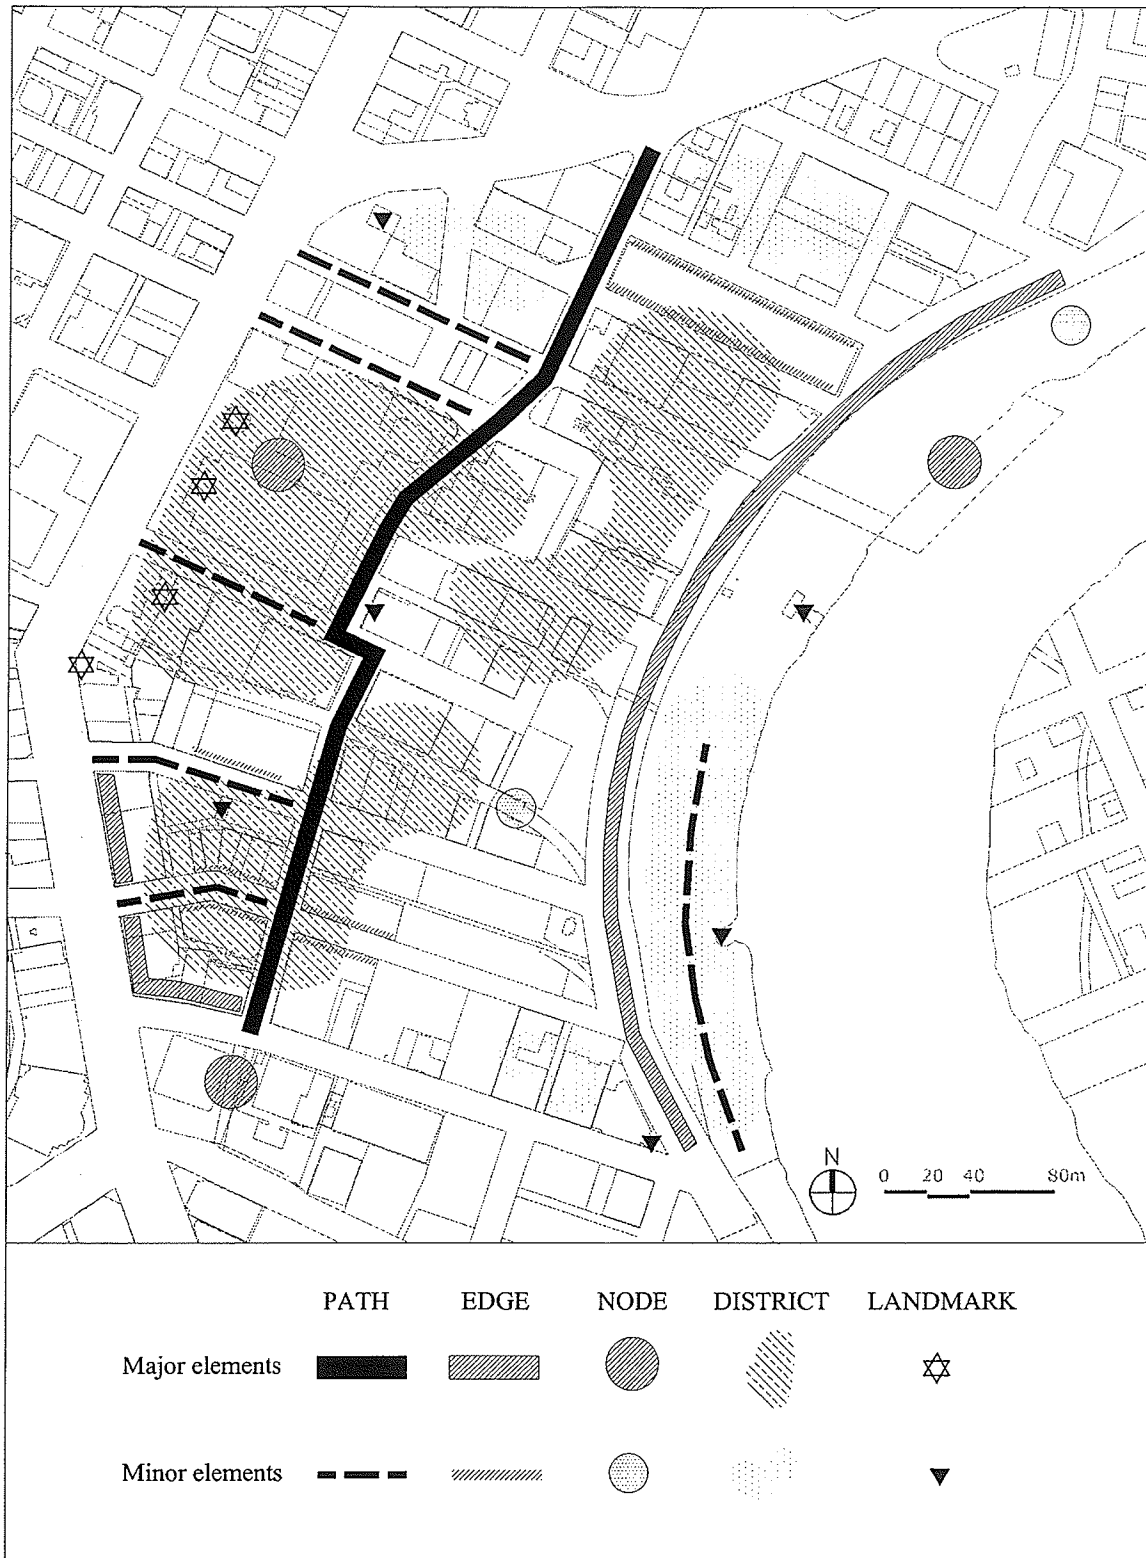 N
0 20 40 80m
PATH EDGE NODE DISTRICT LANDMARK
Major elements
Minor elements